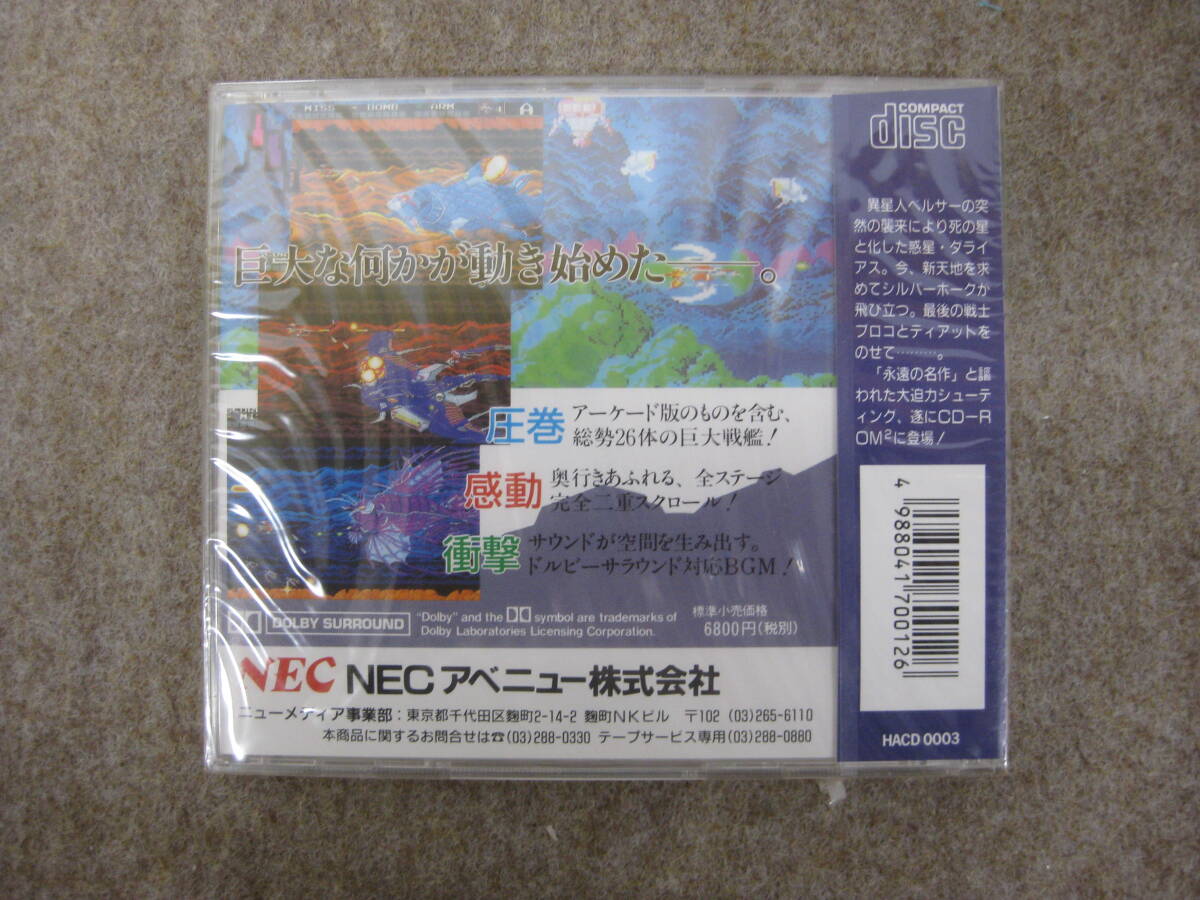 MISS - BOMB ARM A
巨大な何かが動き始めた――。
圧巻 アーケード版のものを含む、
総勢26体の巨大戦艦!
感動 奥行きあふれる、全ステージ
完全二重スクロール!
衝撃 サウンドが空間を生み出す。
ドルビーサラウンド対応BGM!
DOLBY SURROUND
"Dolby" and the symbol are trademarks of
Dolby Laboratories Licensing Corporation.
標準小売価格
6800円(税別)
NEC NECアベニュー株式会社
ニューメディア事業部:東京都千代田区麹町2-14-2 麹町NKビル 〒102 (03)265-6110
本商品に関するお問合せは☎(03)288-0330 テープサービス専用(03)288-0880
COMPACT
disc
異星人ベルサーの突
然の襲来により死の星
と化した惑星・ダライ
アス。今、新天地を求
めてシルバーホークが
飛び立つ。最後の戦士
プロコとティアットを
のせて………。
「永遠の名作」と謳
われた大迫力シューテ
ィング、遂にCD-R
OM²に登場!
4988041700126
HACD 0003